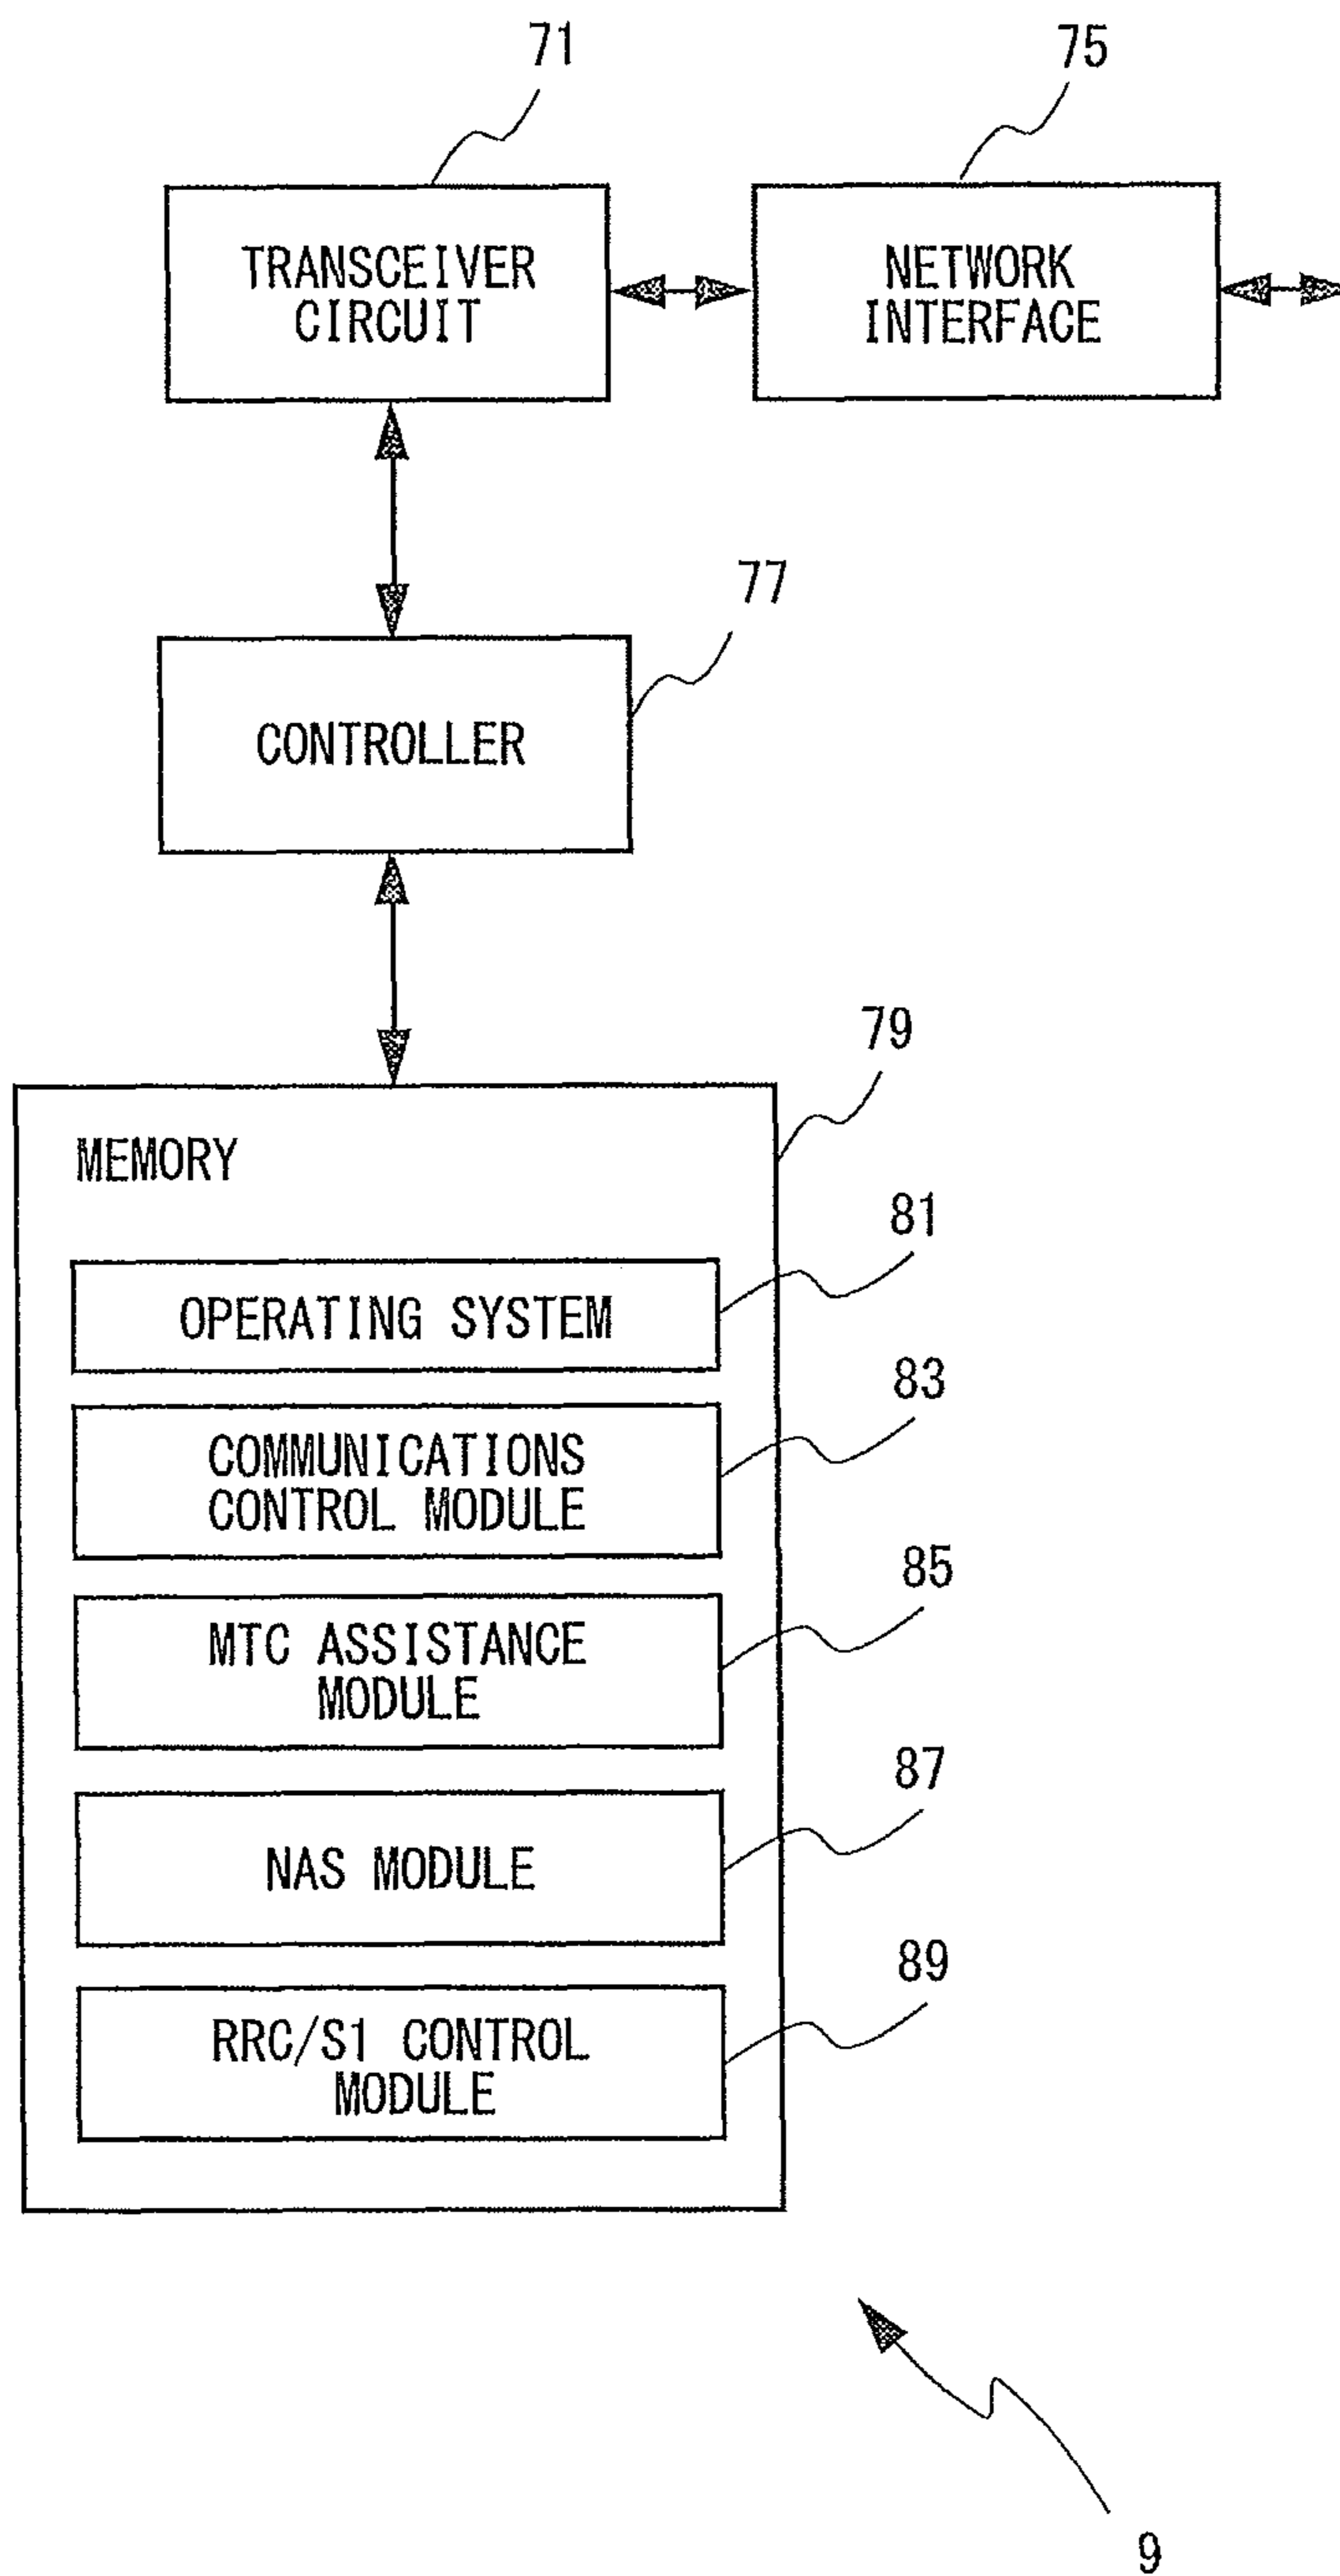 71
75
TRANSCEIVER
CIRCUIT
NETWORK
INTERFACE
77
CONTROLLER
79
MEMORY
81
OPERATING SYSTEM
83
COMMUNICATIONS
CONTROL MODULE
85
MTC ASSISTANCE
MODULE
87
NAS MODULE
89
RRC/S1 CONTROL
MODULE
9